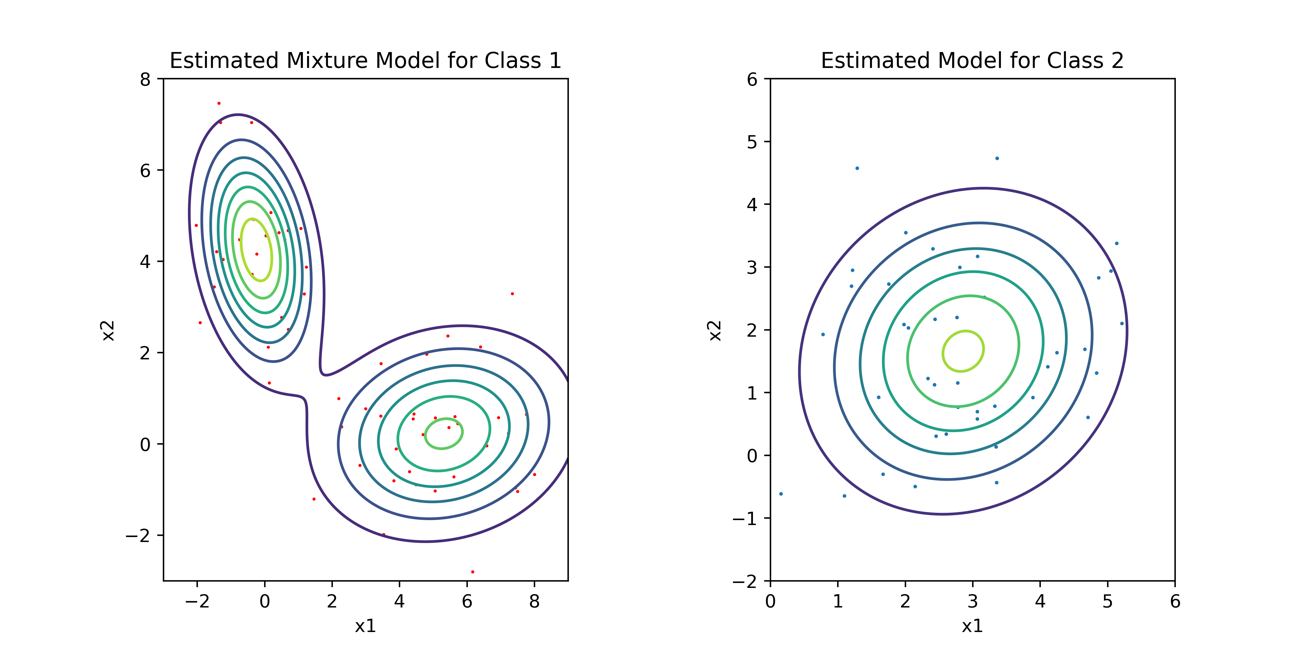 Estimated Mixture Model for Class 1
8
6
4
2
0
−2
x2
−2 0 2 4 6 8
x1
Estimated Model for Class 2
6
5
4
3
2
1
0
−1
−2
x2
0 1 2 3 4 5 6
x1